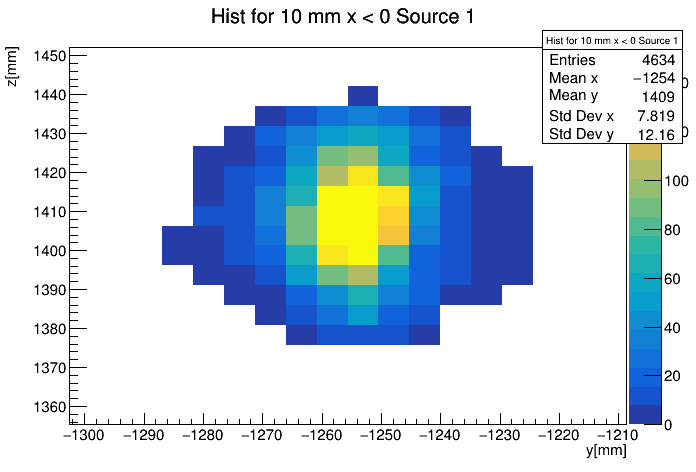 Hist for 10 mm x < 0 Source 1
Hist for 10 mm x < 0 Source 1
Entries 4634
Mean x −1254
Mean y 1409
Std Dev x 7.819
Std Dev y 12.16
z[mm]
1450
1440
1430
1420
1410
1400
1390
1380
1370
1360
100
80
60
40
20
0
−1300 −1290 −1280 −1270 −1260 −1250 −1240 −1230 −1220 −1210
y[mm]